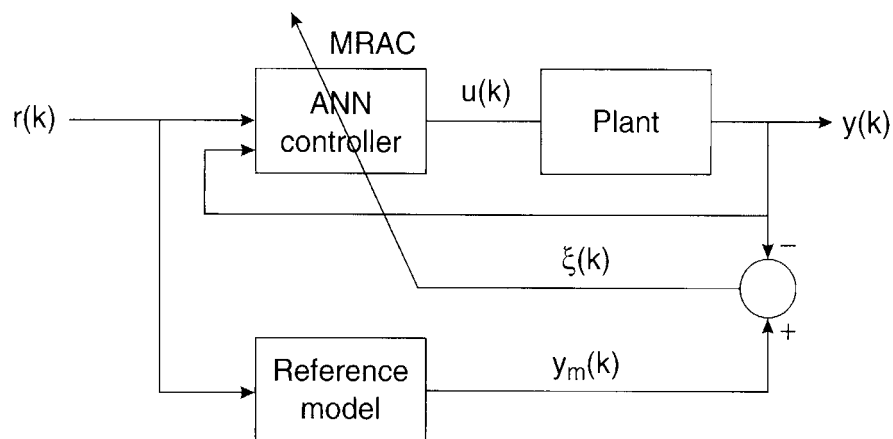 MRAC
r(k)
ANN
controller
u(k)
Plant
y(k)
−
ξ(k)
+
Reference
model
yₘ(k)